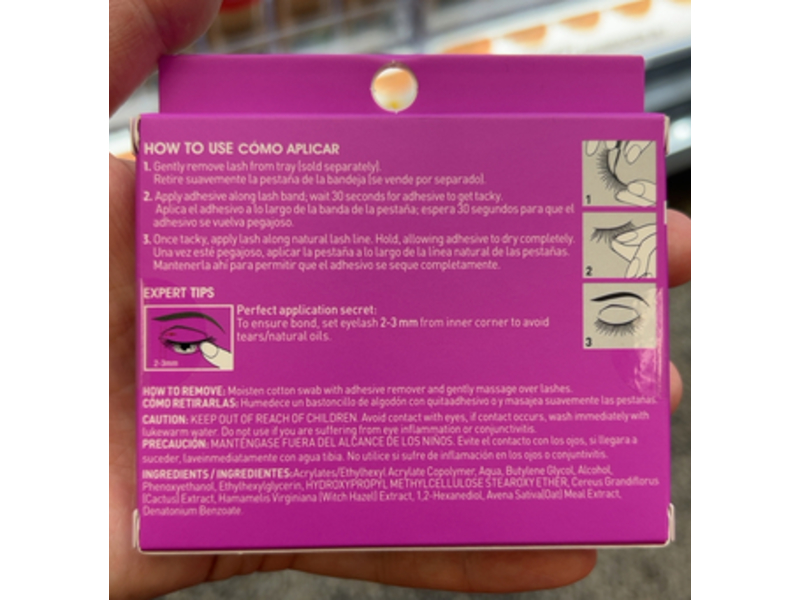 HOW TO USE CÓMO APLICAR
1. Gently remove lash from tray (sold separately).
Retire suavemente la pestaña de la bandeja (se vende por separado).
2. Apply adhesive along lash band; wait 30 seconds for adhesive to get tacky.
Aplica el adhesivo a lo largo de la banda de la pestaña; espera 30 segundos para que el
adhesivo se vuelva pegajoso.
3. Once tacky, apply lash along natural lash line. Hold, allowing adhesive to dry completely.
Una vez esté pegajoso, aplicar la pestaña a lo largo de la línea natural de las pestañas.
Mantenerla ahí para permitir que el adhesivo se seque completamente.
1
2
3
EXPERT TIPS
Perfect application secret:
To ensure bond, set eyelash 2-3 mm from inner corner to avoid
tears/natural oils.
2-3mm
HOW TO REMOVE: Moisten cotton swab with adhesive remover and gently massage over lashes.
CÓMO RETIRARLAS: Humedece un bastoncillo de algodón con quitaadhesivo y masajea suavemente las pestañas.
CAUTION: KEEP OUT OF REACH OF CHILDREN. Avoid contact with eyes, if contact occurs, wash immediately with
lukewarm water. Do not use if you are suffering from eye inflammation or conjunctivitis.
PRECAUCIÓN: MANTÉNGASE FUERA DEL ALCANCE DE LOS NIÑOS. Evite el contacto con los ojos, si llegara a
suceder, laveinmediatamente con agua tibia. No utilice si sufre de inflamación en los ojos o conjuntivitis.
INGREDIENTS / INGREDIENTES: Acrylates/Ethylhexyl Acrylate Copolymer, Aqua, Butylene Glycol, Alcohol,
Phenoxyethanol, Ethylhexylglycerin, HYDROXYPROPYL METHYLCELLULOSE STEAROXY ETHER, Cereus Grandiflorus
(Cactus) Extract, Hamamelis Virginiana (Witch Hazel) Extract, 1,2-Hexanediol, Avena Sativa(Oat) Meal Extract,
Denatonium Benzoate.